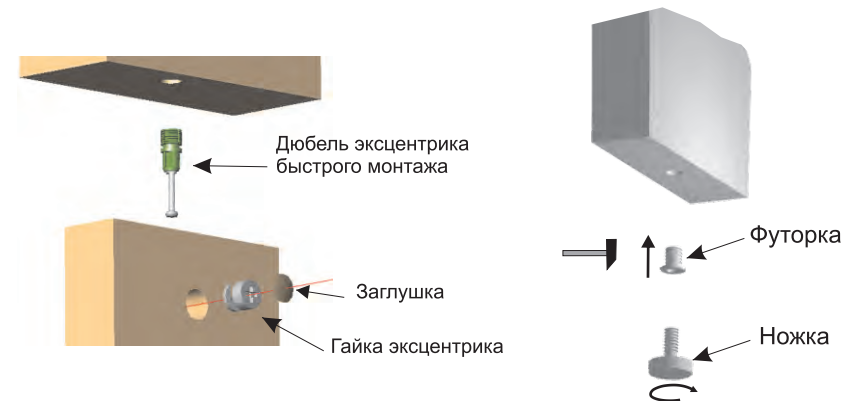 Дюбель эксцентрика
быстрого монтажа
Заглушка
Гайка эксцентрика
Футорка
Ножка